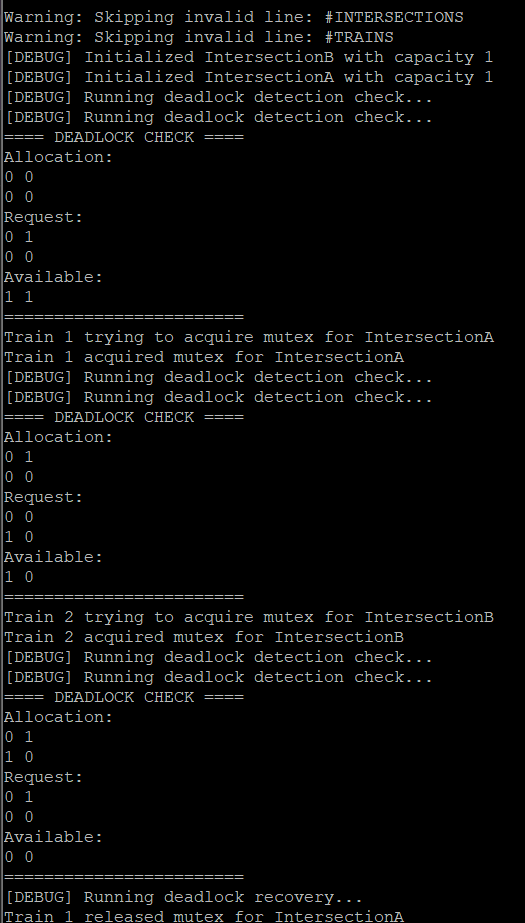 Warning: Skipping invalid line: #INTERSECTIONS
Warning: Skipping invalid line: #TRAINS
[DEBUG] Initialized IntersectionB with capacity 1
[DEBUG] Initialized IntersectionA with capacity 1
[DEBUG] Running deadlock detection check...
[DEBUG] Running deadlock detection check...
==== DEADLOCK CHECK ====
Allocation:
0 0
0 0
Request:
0 1
0 0
Available:
1 1
========================
Train 1 trying to acquire mutex for IntersectionA
Train 1 acquired mutex for IntersectionA
[DEBUG] Running deadlock detection check...
[DEBUG] Running deadlock detection check...
==== DEADLOCK CHECK ====
Allocation:
0 1
0 0
Request:
0 0
1 0
Available:
1 0
========================
Train 2 trying to acquire mutex for IntersectionB
Train 2 acquired mutex for IntersectionB
[DEBUG] Running deadlock detection check...
[DEBUG] Running deadlock detection check...
==== DEADLOCK CHECK ====
Allocation:
0 1
1 0
Request:
0 1
0 0
Available:
0 0
========================
[DEBUG] Running deadlock recovery...
Train 1 released mutex for IntersectionA